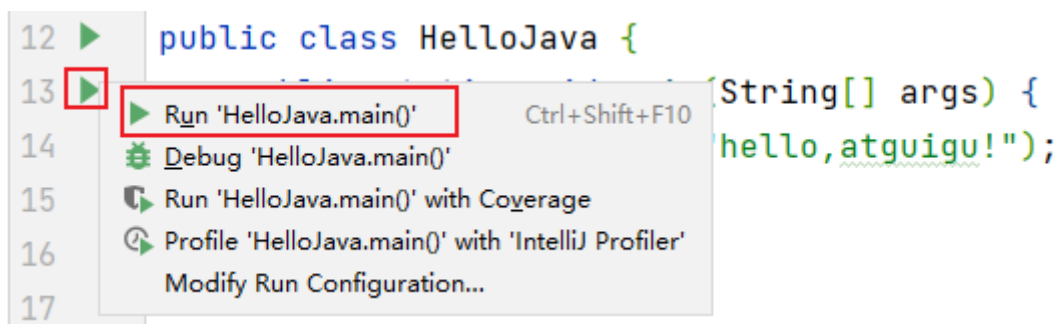 12 public class HelloJava {
13 (String[] args) {
Run 'HelloJava.main()' Ctrl+Shift+F10
14 hello,atguigu!");
Debug 'HelloJava.main()'
15
Run 'HelloJava.main()' with Coverage
16
Profile 'HelloJava.main()' with 'IntelliJ Profiler'
Modify Run Configuration...
17